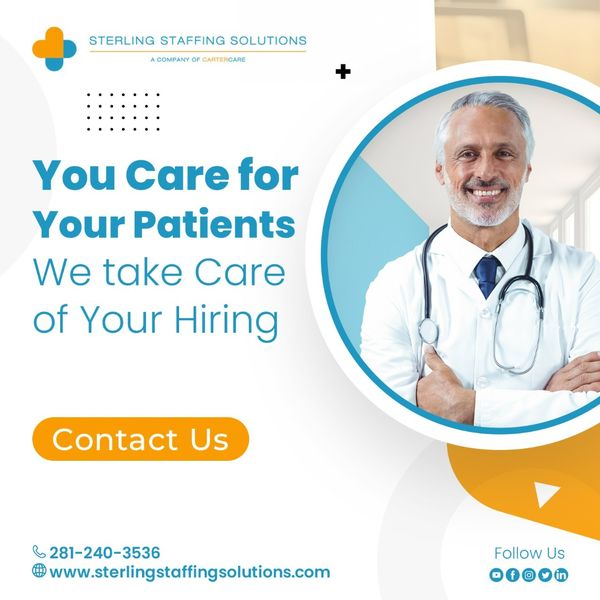 STERLING STAFFING SOLUTIONS
A COMPANY OF CARTERCARE
You Care for
Your Patients
We take Care
of Your Hiring
Contact Us
281-240-3536
www.sterlingstaffingsolutions.com
Follow Us